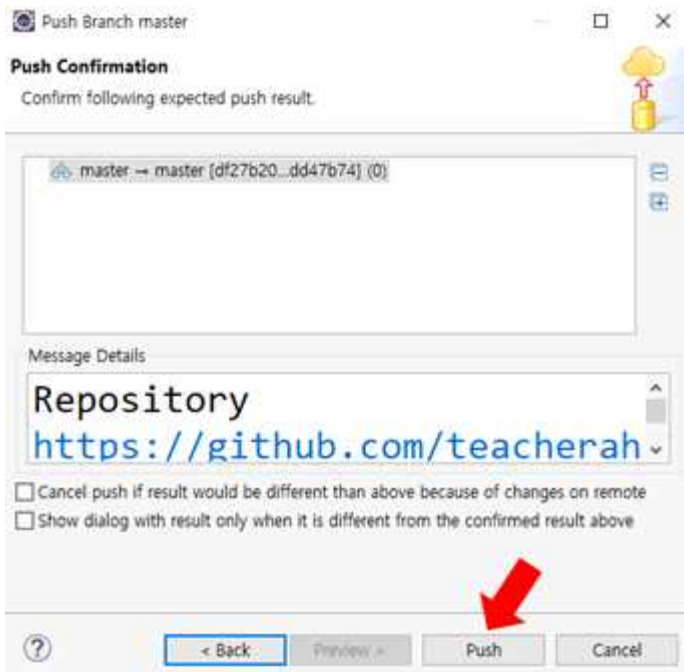 Push Branch master
Push Confirmation
Confirm following expected push result.
master → master [df27b20...dd47b74] (0)
Message Details
Repository
https://github.com/teacherah
Cancel push if result would be different than above because of changes on remote
Show dialog with result only when it is different from the confirmed result above
< Back Preview > Push Cancel